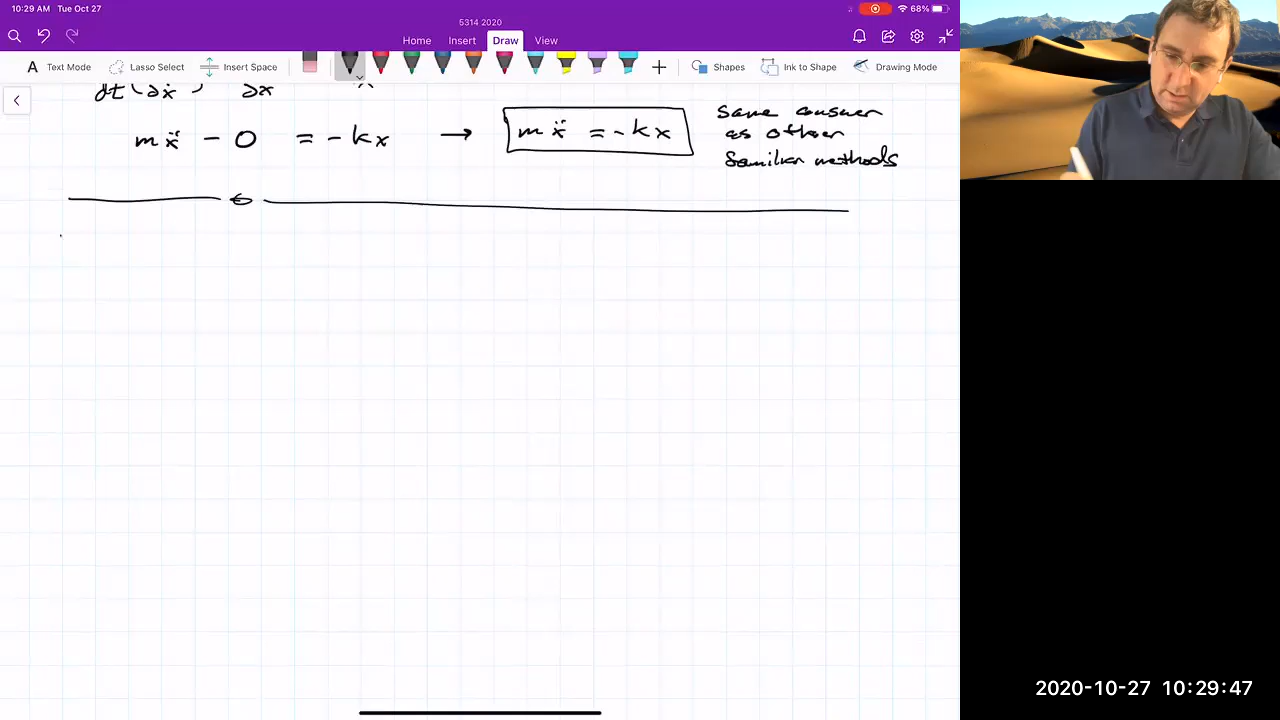 10:29 AM Tue Oct 27
68%
5314 2020
Home Insert Draw View
Text Mode Lasso Select Insert Space Shapes Ink to Shape Drawing Mode
dt ( ∂ẋ ) ∂x x
mẍ - 0 = - kx → mẍ = - kx
same answer
as other
familiar methods
2020-10-27 10:29:47